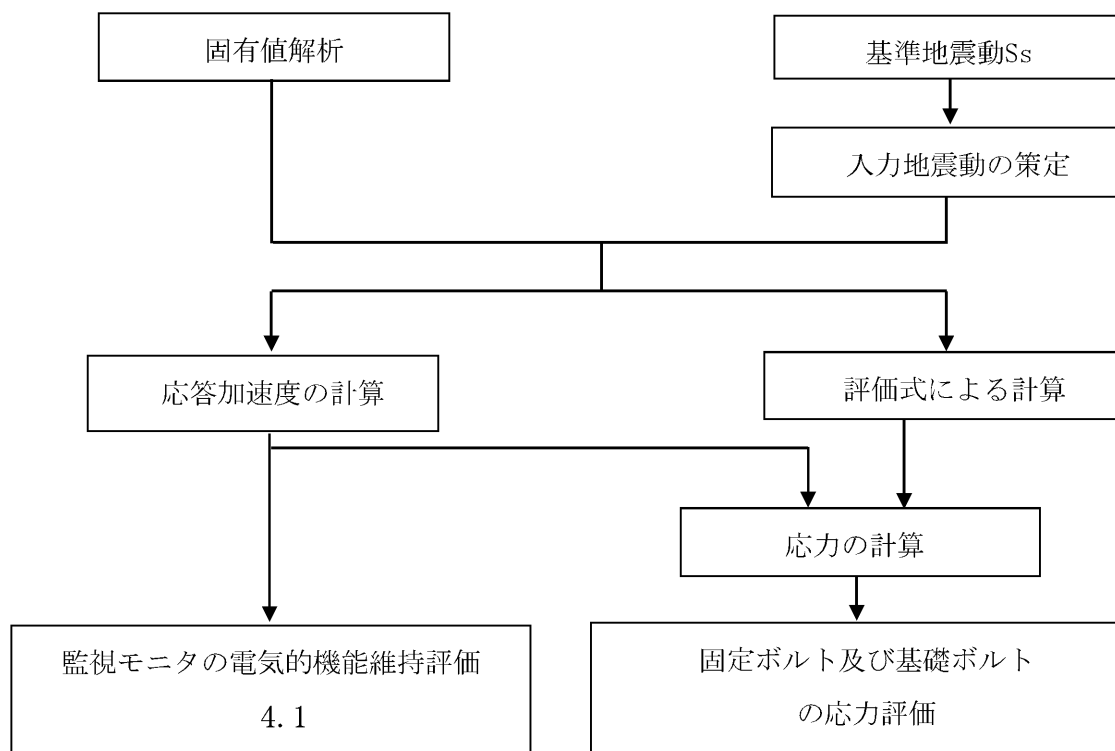 固有値解析
基準地震動Ss
入力地震動の策定
応答加速度の計算
評価式による計算
応力の計算
監視モニタの電気的機能維持評価
4.1
固定ボルト及び基礎ボルト
の応力評価